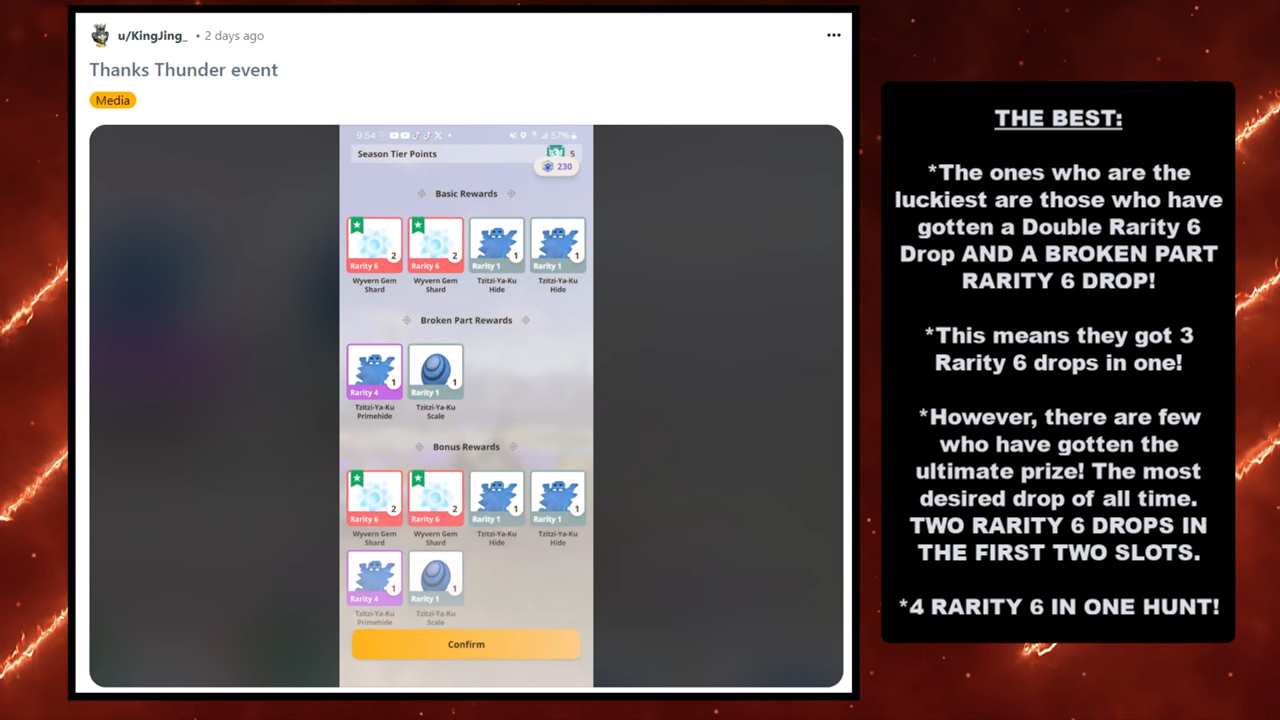 u/KingJing_ • 2 days ago
Thanks Thunder event
Media
9:54 57%
Season Tier Points 5
230
Basic Rewards
2 2 1 1
Rarity 6 Rarity 6 Rarity 1 Rarity 1
Wyvern Gem Wyvern Gem Tzitzi-Ya-Ku Tzitzi-Ya-Ku
Shard Shard Hide Hide
Broken Part Rewards
1 1
Rarity 4 Rarity 1
Tzitzi-Ya-Ku Tzitzi-Ya-Ku
Primehide Scale
Bonus Rewards
2 2 1 1
Rarity 6 Rarity 6 Rarity 1 Rarity 1
Wyvern Gem Wyvern Gem Tzitzi-Ya-Ku Tzitzi-Ya-Ku
Shard Shard Hide Hide
1 1
Rarity 4 Rarity 1
Tzitzi-Ya-Ku Tzitzi-Ya-Ku
Primehide Scale
Confirm
THE BEST:
*The ones who are the
luckiest are those who have
gotten a Double Rarity 6
Drop AND A BROKEN PART
RARITY 6 DROP!
*This means they got 3
Rarity 6 drops in one!
*However, there are few
who have gotten the
ultimate prize! The most
desired drop of all time.
TWO RARITY 6 DROPS IN
THE FIRST TWO SLOTS.
*4 RARITY 6 IN ONE HUNT!